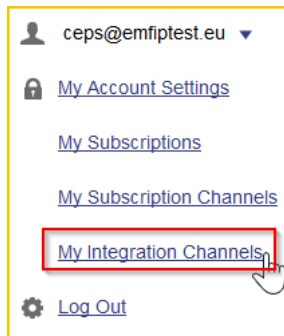 ceps@emfiptest.eu
My Account Settings
My Subscriptions
My Subscription Channels
My Integration Channels
Log Out